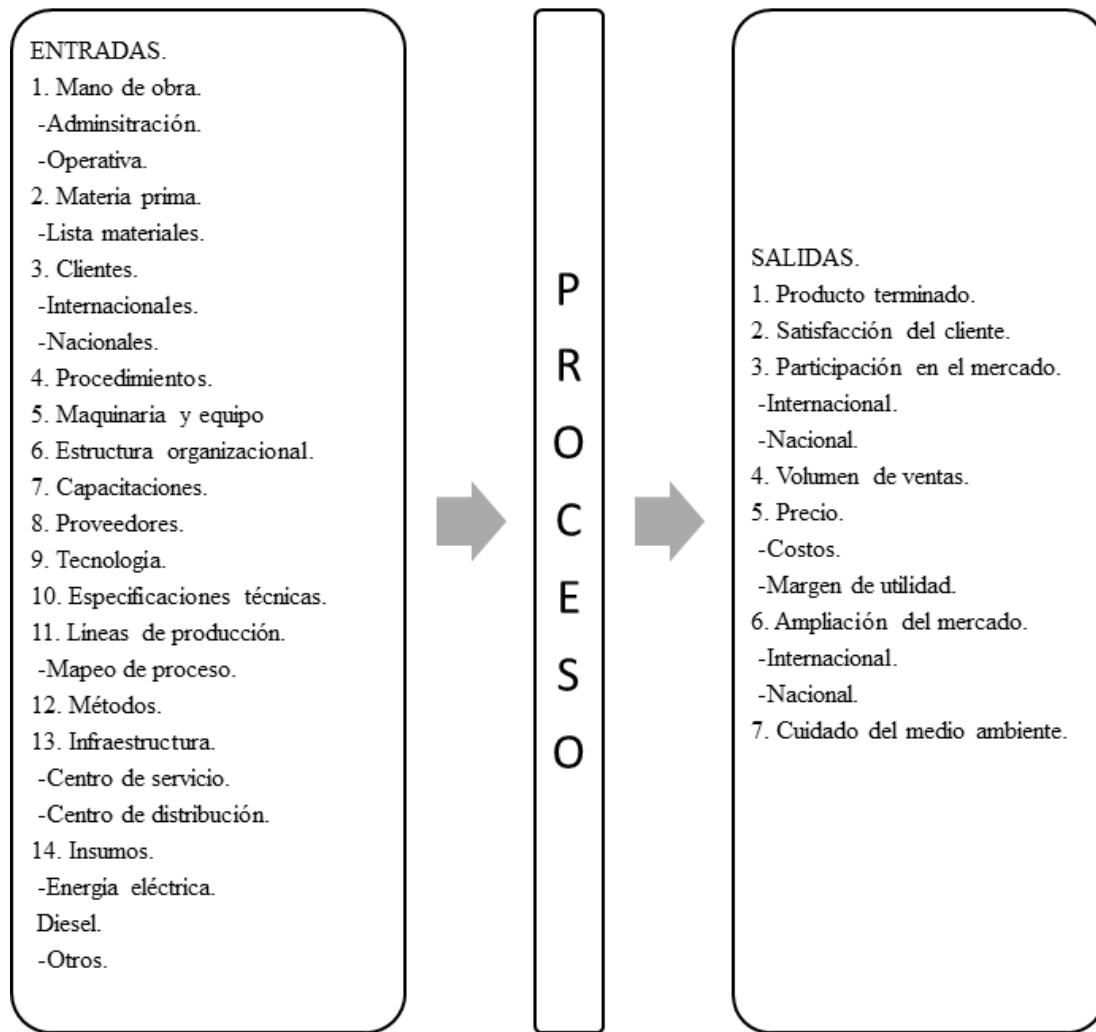 ENTRADAS.
1. Mano de obra.
-Adminsitración.
-Operativa.
2. Materia prima.
-Lista materiales.
3. Clientes.
-Internacionales.
-Nacionales.
4. Procedimientos.
5. Maquinaria y equipo
6. Estructura organizacional.
7. Capacitaciones.
8. Proveedores.
9. Tecnología.
10. Especificaciones técnicas.
11. Líneas de producción.
-Mapeo de proceso.
12. Métodos.
13. Infraestructura.
-Centro de servicio.
-Centro de distribución.
14. Insumos.
-Energía eléctrica.
Diesel.
-Otros.
P
R
O
C
E
S
O
SALIDAS.
1. Producto terminado.
2. Satisfacción del cliente.
3. Participación en el mercado.
-Internacional.
-Nacional.
4. Volumen de ventas.
5. Precio.
-Costos.
-Margen de utilidad.
6. Ampliación del mercado.
-Internacional.
-Nacional.
7. Cuidado del medio ambiente.